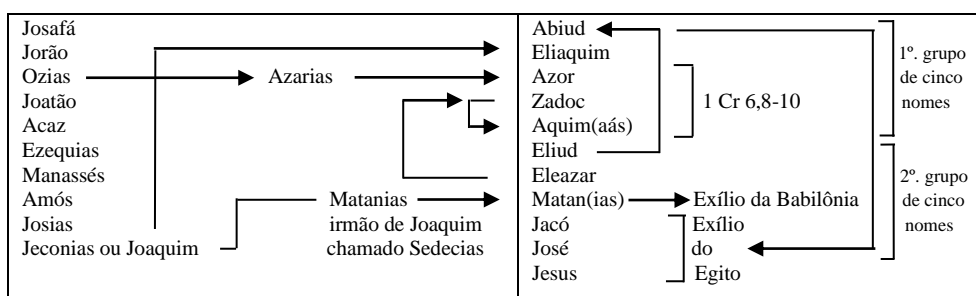 Josafá
Jorão
Ozias Azarias
Joatão
Acaz
Ezequias
Manassés
Amós Matanias
Josias irmão de Joaquim
Jeconias ou Joaquim chamado Sedecias
Abiud
Eliaquim 1º. grupo
Azor de cinco
Zadoc 1 Cr 6,8-10 nomes
Aquim(aás)
Eliud
Eleazar 2º. grupo
Matan(ias) Exílio da Babilônia de cinco
Jacó Exílio nomes
José do
Jesus Egito